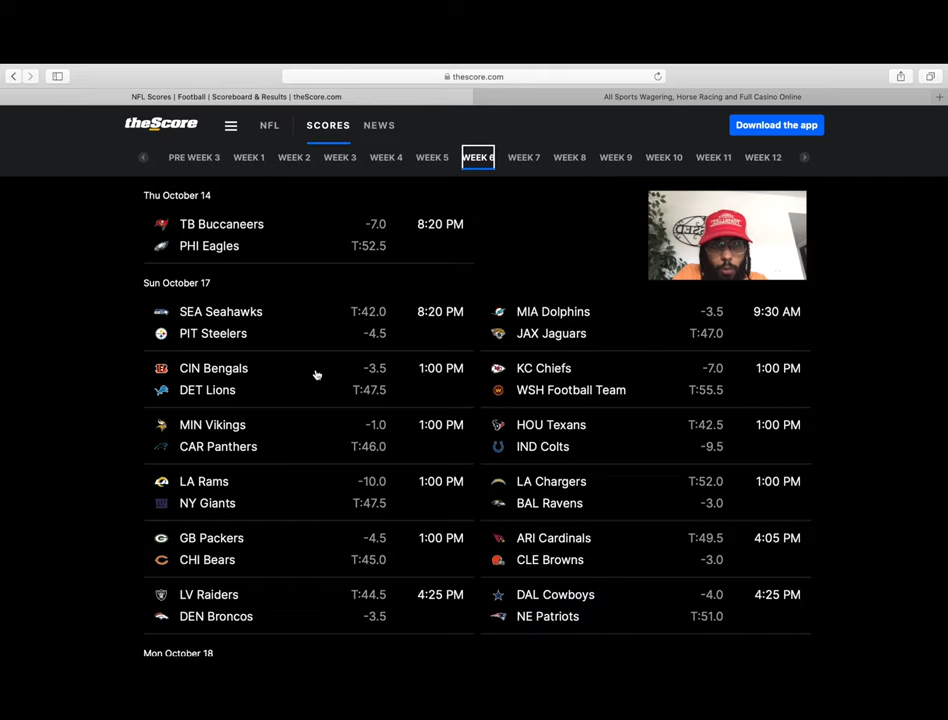 thescore.com
NFL Scores | Football | Scoreboard & Results | theScore.com
All Sports Wagering, Horse Racing and Full Casino Online
theScore
NFL
SCORES
NEWS
Download the app
PRE WEEK 3
WEEK 1
WEEK 2
WEEK 3
WEEK 4
WEEK 5
WEEK 6
WEEK 7
WEEK 8
WEEK 9
WEEK 10
WEEK 11
WEEK 12
Thu October 14
TB Buccaneers -7.0 8:20 PM
PHI Eagles T:52.5
Sun October 17
SEA Seahawks T:42.0 8:20 PM
PIT Steelers -4.5
MIA Dolphins -3.5 9:30 AM
JAX Jaguars T:47.0
CIN Bengals -3.5 1:00 PM
DET Lions T:47.5
KC Chiefs -7.0 1:00 PM
WSH Football Team T:55.5
MIN Vikings -1.0 1:00 PM
CAR Panthers T:46.0
HOU Texans T:42.5 1:00 PM
IND Colts -9.5
LA Rams -10.0 1:00 PM
NY Giants T:47.5
LA Chargers T:52.0 1:00 PM
BAL Ravens -3.0
GB Packers -4.5 1:00 PM
CHI Bears T:45.0
ARI Cardinals T:49.5 4:05 PM
CLE Browns -3.0
LV Raiders T:44.5 4:25 PM
DEN Broncos -3.5
DAL Cowboys -4.0 4:25 PM
NE Patriots T:51.0
Mon October 18